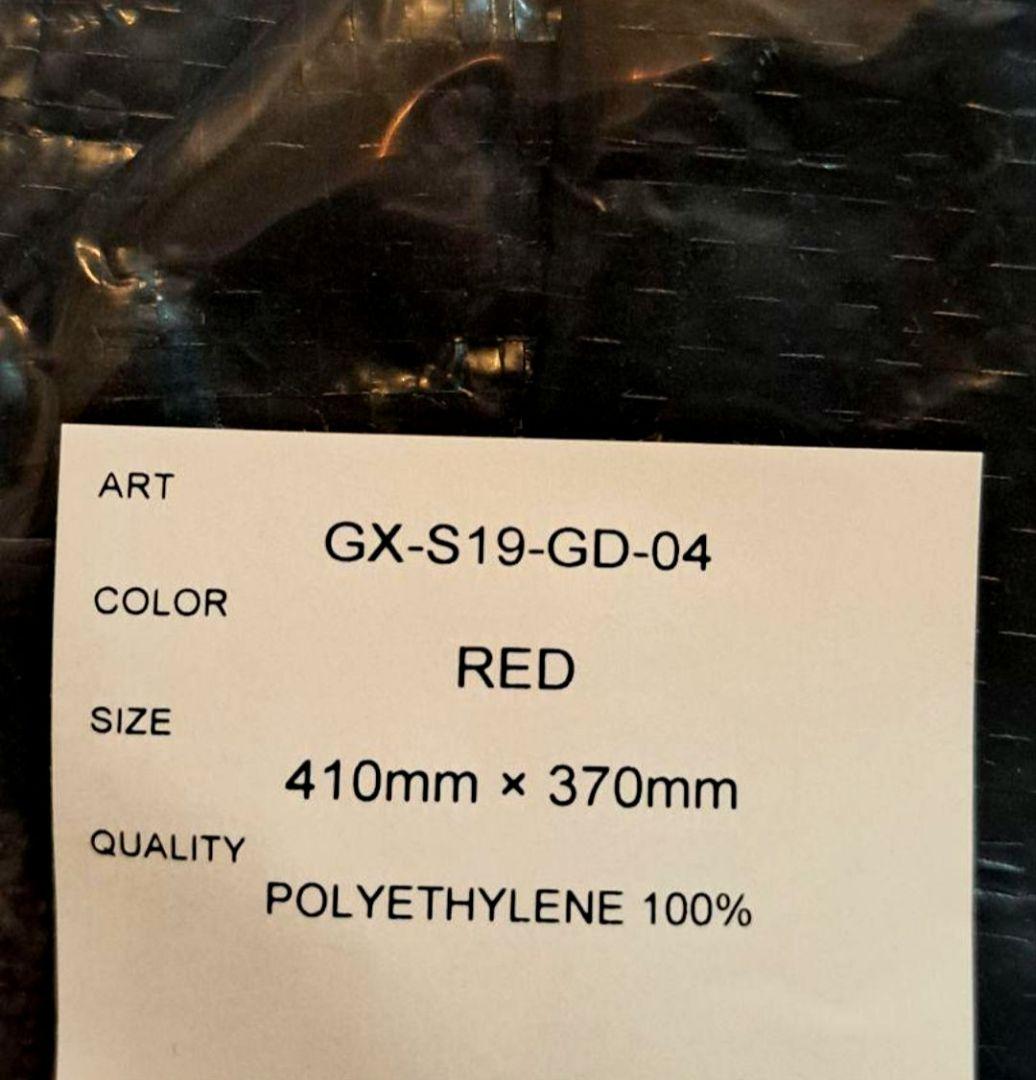 ART
GX-S19-GD-04
COLOR
RED
SIZE
410mm × 370mm
QUALITY
POLYETHYLENE 100%